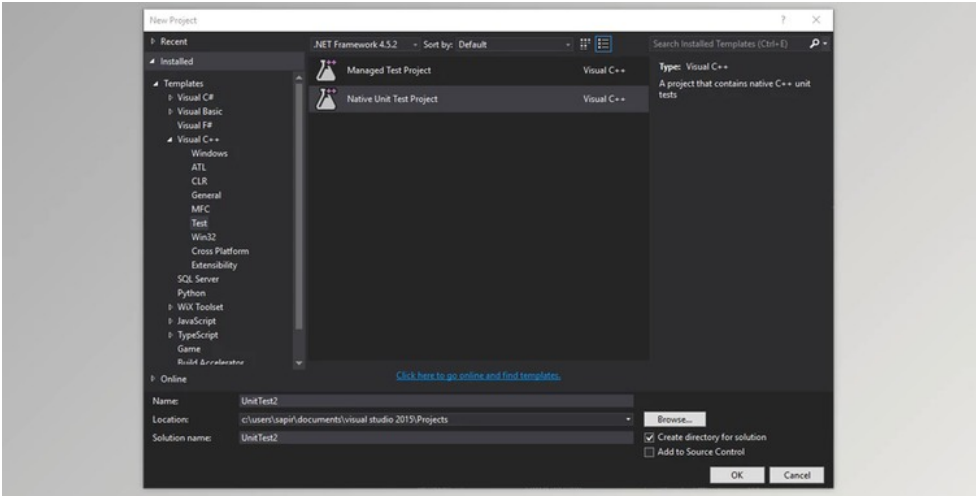 New Project
? ×
Recent
.NET Framework 4.5.2 Sort by: Default
Search Installed Templates (Ctrl+E)
Installed
Templates
Visual C#
Visual Basic
Visual F#
Visual C++
Windows
ATL
CLR
General
MFC
Test
Win32
Cross Platform
Extensibility
SQL Server
Python
WiX Toolset
JavaScript
TypeScript
Game
Build Accelerator
Online
Managed Test Project Visual C++
Native Unit Test Project Visual C++
Type: Visual C++
A project that contains native C++ unit
tests
Click here to go online and find templates.
Name: UnitTest2
Location: c:\users\sapir\documents\visual studio 2015\Projects
Browse...
Solution name: UnitTest2
Create directory for solution
Add to Source Control
OK Cancel